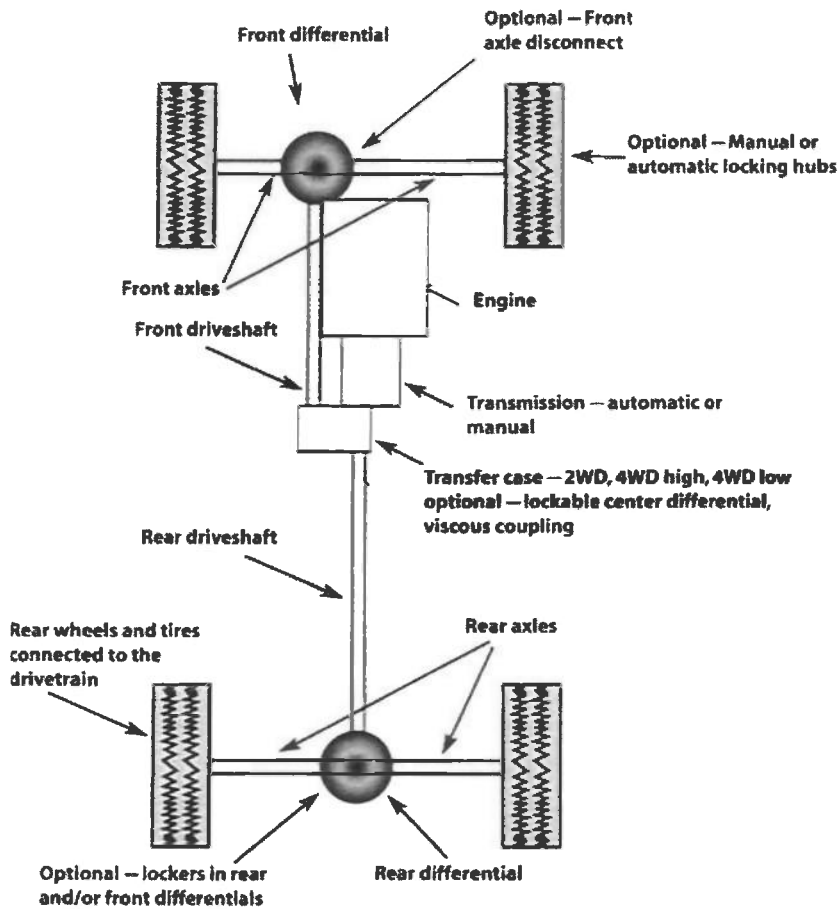 Optional – Front
axle disconnect
Front differential
Optional – Manual or
automatic locking hubs
Front axles
Engine
Front driveshaft
Transmission – automatic or
manual
Transfer case – 2WD, 4WD high, 4WD low
optional – lockable center differential,
viscous coupling
Rear driveshaft
Rear wheels and tires
connected to the
drivetrain
Rear axles
Optional – lockers in rear
and/or front differentials
Rear differential